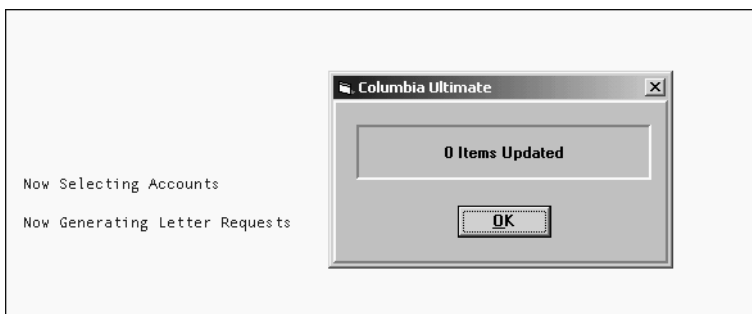 Columbia Ultimate
0 Items Updated
Now Selecting Accounts
OK
Now Generating Letter Requests